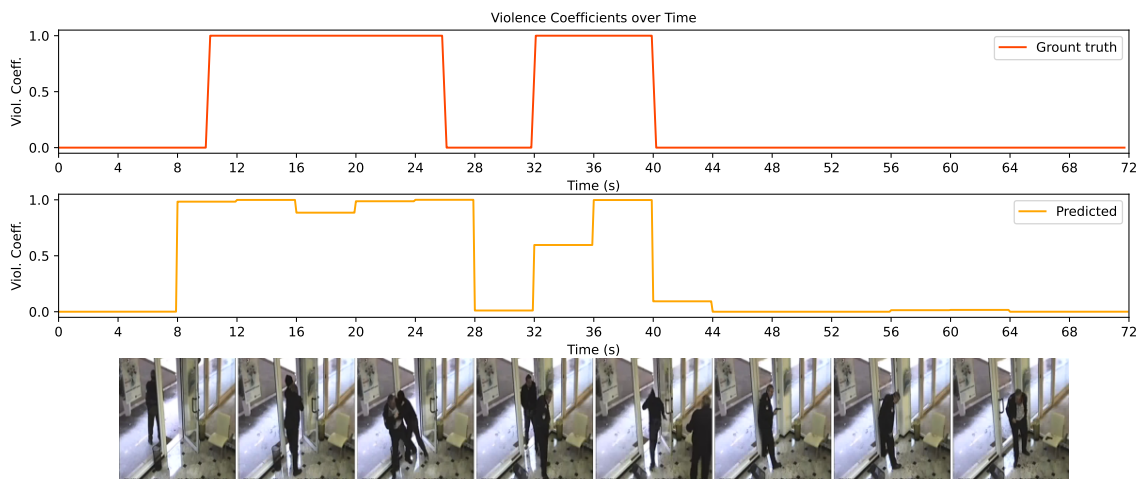 Violence Coefficients over Time
Viol. Coeff.
1.0
0.5
0.0
Grount truth
0 4 8 12 16 20 24 28 32 36 40 44 48 52 56 60 64 68 72
Time (s)
Viol. Coeff.
1.0
0.5
0.0
Predicted
0 4 8 12 16 20 24 28 32 36 40 44 48 52 56 60 64 68 72
Time (s)